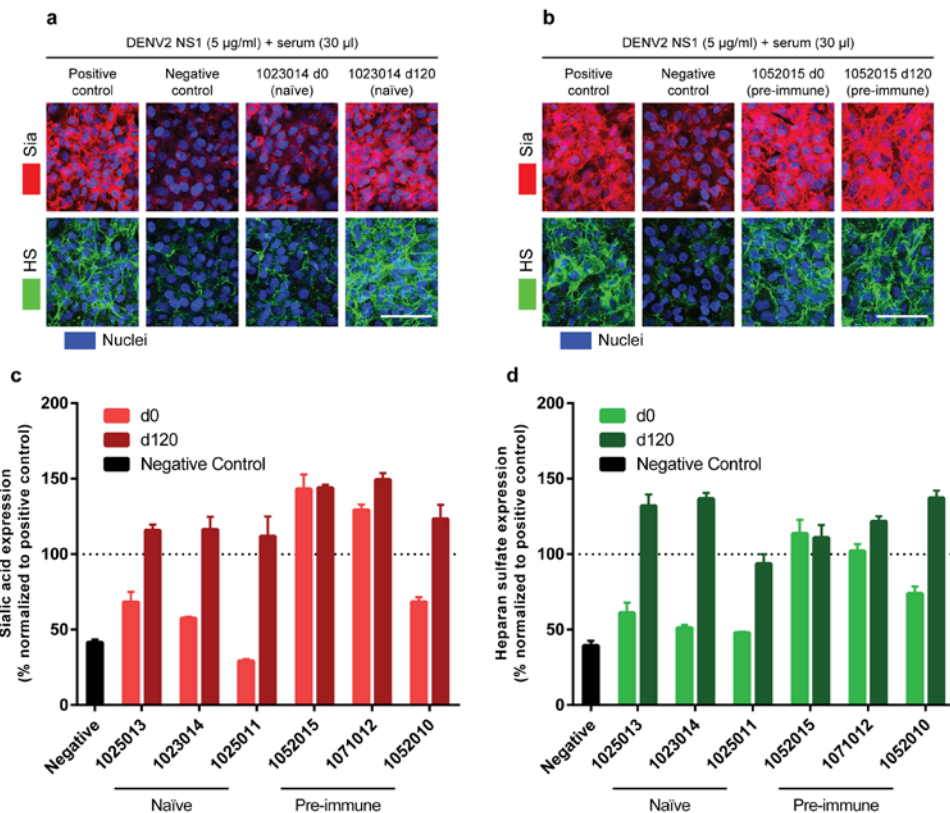 a
DENV2 NS1 (5 µg/ml) + serum (30 µl)
Positive control
Negative control
1023014 d0 (naïve)
1023014 d120 (naïve)
Sia
HS
Nuclei
b
DENV2 NS1 (5 µg/ml) + serum (30 µl)
Positive control
Negative control
1052015 d0 (pre-immune)
1052015 d120 (pre-immune)
Sia
HS
Nuclei
c
Sialic acid expression
(% normalized to positive control)
200
150
100
50
0
d0
d120
Negative Control
Negative
1025013
1023014
1025011
1052015
1071012
1052010
Naïve
Pre-immune
d
Heparan sulfate expression
(% normalized to positive control)
200
150
100
50
0
d0
d120
Negative Control
Negative
1025013
1023014
1025011
1052015
1071012
1052010
Naïve
Pre-immune